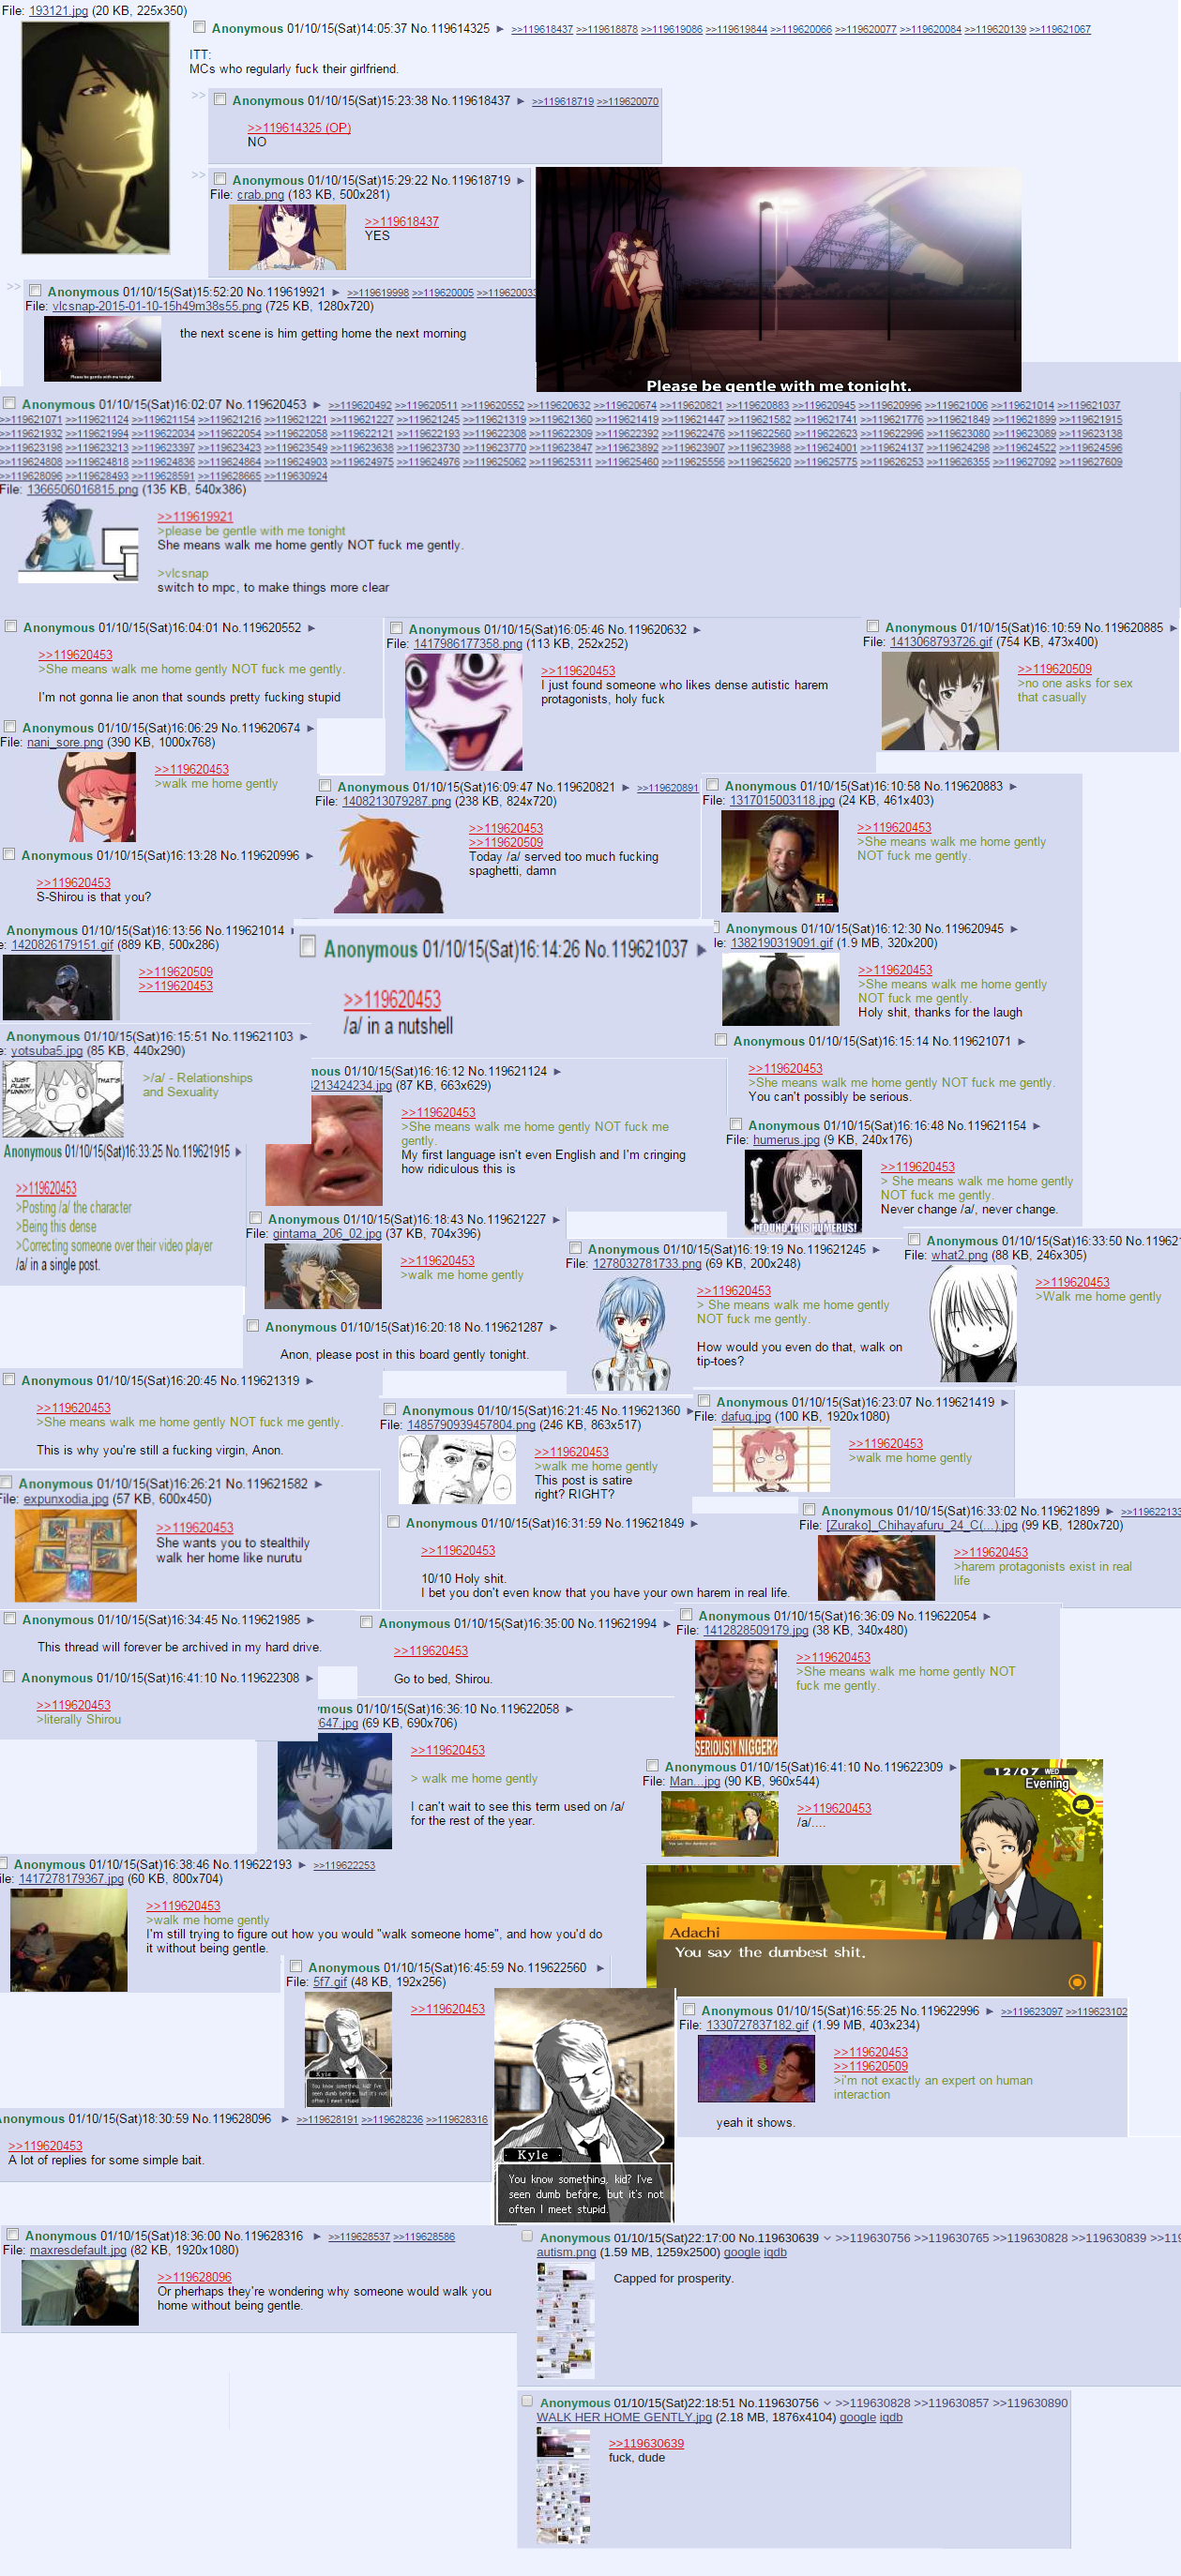 File: 193121.jpg (20 KB, 225x350)
Anonymous 01/10/15(Sat)14:05:37 No.119614325 ► >>119618437 >>119618878 >>119619086 >>119619844 >>119620066 >>119620077 >>119620084 >>119620139 >>119621067
ITT:
MCs who regularly fuck their girlfriend.
>> Anonymous 01/10/15(Sat)15:23:38 No.119618437 ► >>118618719 >>119620070
>>119614325 (OP)
NO
>> Anonymous 01/10/15(Sat)15:29:22 No.119618719 ►
File: crab.png (183 KB, 500x281)
>>119618437
YES
>> Anonymous 01/10/15(Sat)15:52:20 No.119619921 ► >>119619998 >>119620005 >>11962003
File: vlcsnap-2015-01-10-15h49m38s55.png (725 KB, 1280x720)
the next scene is him getting home the next morning
Please be gentle with me tonight.
Please be gentle with me tonight.
Anonymous 01/10/15(Sat)16:02:07 No.119620453 ► >>119620492 >>119620511 >>119620552 >>119620632 >>119620674 >>119620821 >>119620883 >>119620945 >>119620996 >>119621006 >>119621014 >>119621037
>>119621071 >>119621124 >>119621154 >>119621216 >>119621221 >>119621227 >>119621245 >>119621319 >>119621360 >>119621419 >>119621447 >>119621582 >>119621741 >>119621776 >>119621849 >>119621899 >>119621915
>>119621932 >>119621994 >>119622034 >>119622054 >>119622058 >>119622121 >>119622193 >>119622308 >>119622309 >>119622392 >>119622476 >>119622560 >>119622623 >>119622996 >>119623080 >>119623089 >>119623138
>>119623198 >>119623213 >>119623397 >>119623423 >>119623549 >>119623638 >>119623730 >>119623770 >>119623847 >>119623892 >>119623907 >>119623988 >>119624001 >>119624137 >>119624298 >>119624522 >>119624596
>>119624808 >>119624818 >>119624836 >>119624864 >>119624903 >>119624975 >>119624976 >>119625062 >>119625311 >>119625460 >>119625556 >>119625620 >>119625775 >>119626253 >>119626355 >>119627092 >>119627609
>>119628096 >>119628493 >>119628591 >>119628665 >>119630924
File: 1366506016815.png (135 KB, 540x386)
>>119619921
>please be gentle with me tonight
She means walk me home gently NOT fuck me gently.
>vlcsnap
switch to mpc, to make things more clear
Anonymous 01/10/15(Sat)16:04:01 No.119620552 ►
>>119620453
>She means walk me home gently NOT fuck me gently.
I'm not gonna lie anon that sounds pretty fucking stupid
Anonymous 01/10/15(Sat)16:05:46 No.119620632 ►
File: 1417986177358.png (113 KB, 252x252)
>>119620453
I just found someone who likes dense autistic harem
protagonists, holy fuck
Anonymous 01/10/15(Sat)16:10:59 No.119620885 ►
File: 1413068793726.gif (754 KB, 473x400)
>>119620509
>no one asks for sex
that casually
Anonymous 01/10/15(Sat)16:06:29 No.119620674 ►
File: nani_sore.png (390 KB, 1000x768)
>>119620453
>walk me home gently
Anonymous 01/10/15(Sat)16:09:47 No.119620821 ► >>119620891
File: 1408213079287.png (238 KB, 824x720)
>>119620453
>>119620509
Today /a/ served too much fucking
spaghetti, damn
Anonymous 01/10/15(Sat)16:10:58 No.119620883 ►
File: 1317015003118.jpg (24 KB, 461x403)
>>119620453
>She means walk me home gently
NOT fuck me gently.
H
Anonymous 01/10/15(Sat)16:13:28 No.119620996 ►
>>119620453
S-Shirou is that you?
Anonymous 01/10/15(Sat)16:13:56 No.119621014
e: 1420826179151.gif (889 KB, 500x286)
>>119620509
>>119620453
Anonymous 01/10/15(Sat)16:14:26 No.119621037 ►
>>119620453
/a/ in a nutshell
Anonymous 01/10/15(Sat)16:12:30 No.119620945 ►
le: 1382190319091.gif (1.9 MB, 320x200)
>>119620453
>She means walk me home gently
NOT fuck me gently.
Holy shit, thanks for the laugh
Anonymous 01/10/15(Sat)16:15:51 No.119621103 ►
e: yotsuba5.jpg (85 KB, 440x290)
JUST PLAIN FUNNY!!!
THAT'S
>/a/ - Relationships
and Sexuality
mous 01/10/15(Sat)16:16:12 No.119621124 ►
4213424234.jpg (87 KB, 663x629)
>>119620453
>She means walk me home gently NOT fuck me
gently.
My first language isn't even English and I'm cringing
how ridiculous this is
Anonymous 01/10/15(Sat)16:15:14 No.119621071 ►
>>119620453
>She means walk me home gently NOT fuck me gently.
You can't possibly be serious.
Anonymous 01/10/15(Sat)16:16:48 No.119621154 ►
File: humerus.jpg (9 KB, 240x176)
I FOUND THIS HUMERUS!
>>119620453
> She means walk me home gently
NOT fuck me gently.
Never change /a/, never change.
Anonymous 01/10/15(Sat)16:33:25 No.119621915 ►
>>119620453
>Posting /a/ the character
>Being this dense
>Correcting someone over their video player
/a/ in a single post.
Anonymous 01/10/15(Sat)16:18:43 No.119621227 ►
File: gintama_206_02.jpg (37 KB, 704x396)
>>119620453
>walk me home gently
Anonymous 01/10/15(Sat)16:19:19 No.119621245 ►
File: 1278032781733.png (69 KB, 200x248)
>>119620453
> She means walk me home gently
NOT fuck me gently.
How would you even do that, walk on
tip-toes?
Anonymous 01/10/15(Sat)16:33:50 No.119621
File: what2.png (88 KB, 246x305)
>>119620453
>Walk me home gently
Anonymous 01/10/15(Sat)16:20:18 No.119621287 ►
Anon, please post in this board gently tonight.
Anonymous 01/10/15(Sat)16:20:45 No.119621319 ►
>>119620453
>She means walk me home gently NOT fuck me gently.
This is why you're still a fucking virgin, Anon.
Anonymous 01/10/15(Sat)16:21:45 No.119621360 ►
File: 1485790939457804.png (246 KB, 863x517)
>>119620453
>walk me home gently
This post is satire
right? RIGHT?
Anonymous 01/10/15(Sat)16:23:07 No.119621419 ►
File: dafuq.jpg (100 KB, 1920x1080)
>>119620453
>walk me home gently
Anonymous 01/10/15(Sat)16:26:21 No.119621582 ►
File: expunxodia.jpg (57 KB, 600x450)
>>119620453
She wants you to stealthily
walk her home like nurutu
Anonymous 01/10/15(Sat)16:31:59 No.119621849 ►
>>119620453
10/10 Holy shit.
I bet you don't even know that you have your own harem in real life.
Anonymous 01/10/15(Sat)16:33:02 No.119621899 ► >>119622133
File: [Zurako]_Chihayafuru_24_C(...).jpg (99 KB, 1280x720)
>>119620453
>harem protagonists exist in real
life
Anonymous 01/10/15(Sat)16:34:45 No.119621985 ►
This thread will forever be archived in my hard drive.
Anonymous 01/10/15(Sat)16:35:00 No.119621994 ►
>>119620453
Go to bed, Shirou.
Anonymous 01/10/15(Sat)16:36:09 No.119622054 ►
File: 1412828509179.jpg (38 KB, 340x480)
SERIOUSLY NIGGER?
>>119620453
>She means walk me home gently NOT
fuck me gently.
Anonymous 01/10/15(Sat)16:41:10 No.119622308 ►
>>119620453
>literally Shirou
ymous 01/10/15(Sat)16:36:10 No.119622058 ►
2647.jpg (69 KB, 690x706)
>>119620453
> walk me home gently
I can't wait to see this term used on /a/
for the rest of the year.
Anonymous 01/10/15(Sat)16:41:10 No.119622309 ►
File: Man...jpg (90 KB, 960x544)
>>119620453
/a/....
12/07 WED
Evening
Adachi
You say the dumbest shit.
Anonymous 01/10/15(Sat)16:38:46 No.119622193 ► >>119622253
ile: 1417278179367.jpg (60 KB, 800x704)
>>119620453
>walk me home gently
I'm still trying to figure out how you would "walk someone home", and how you'd do
it without being gentle.
Anonymous 01/10/15(Sat)16:45:59 No.119622560 ►
File: 5f7.gif (48 KB, 192x256)
>>119620453
Kyle
You know something, kid? I've
seen dumb before, but it's not
often I meet stupid.
Kyle
You know something, kid? I've
seen dumb before, but it's not
often I meet stupid.
Anonymous 01/10/15(Sat)16:55:25 No.119622996 ► >>119623097 >>119623102
File: 1330727837182.gif (1.99 MB, 403x234)
>>119620453
>>119620509
>i'm not exactly an expert on human
interaction
yeah it shows.
Anonymous 01/10/15(Sat)18:30:59 No.119628096 ► >>119628191 >>119628236 >>119628316
>>119620453
A lot of replies for some simple bait.
Anonymous 01/10/15(Sat)18:36:00 No.119628316 ► >>119628537 >>119628586
File: maxresdefault.jpg (82 KB, 1920x1080)
>>119628096
Or pherhaps they're wondering why someone would walk you
home without being gentle.
Anonymous 01/10/15(Sat)22:17:00 No.119630639 >>119630756 >>119630765 >>119630828 >>119630839 >>119
autism.png (1.59 MB, 1259x2500) google iqdb
Capped for prosperity.
Anonymous 01/10/15(Sat)22:18:51 No.119630756 >>119630828 >>119630857 >>119630890
WALK HER HOME GENTLY.jpg (2.18 MB, 1876x4104) google iqdb
>>119630639
fuck, dude